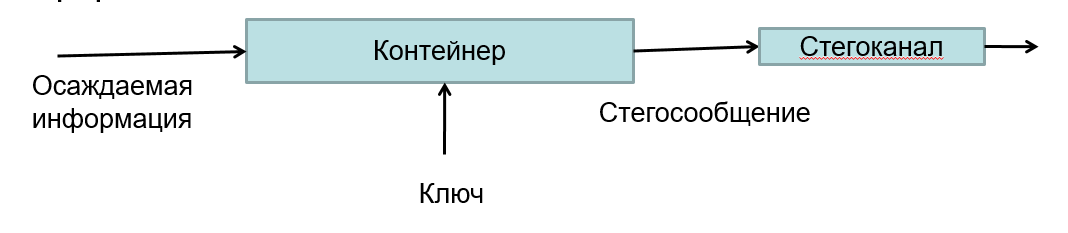 Контейнер
Стегоканал
Осаждаемая
информация
Стегосообщение
Ключ